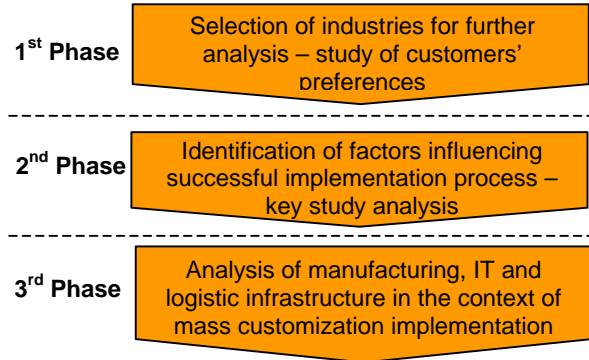 Selection of industries for further
1st Phase analysis – study of customers’
preferences
Identification of factors influencing
2nd Phase successful implementation process –
key study analysis
Analysis of manufacturing, IT and
3rd Phase logistic infrastructure in the context of
mass customization implementation